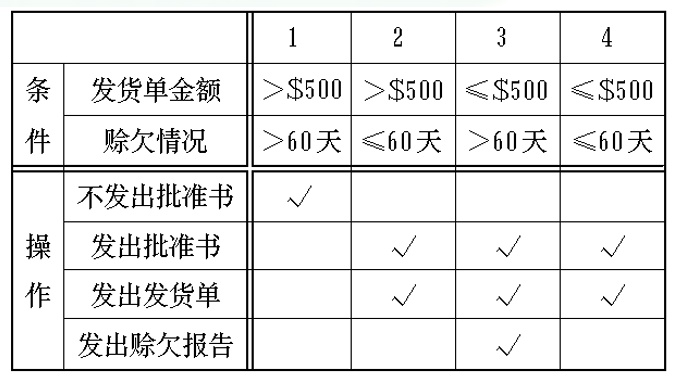 1 2 3 4
条件 发货单金额 >$500 >$500 ≤$500 ≤$500
赊欠情况 >60天 ≤60天 >60天 ≤60天
操作 不发出批准书 √
发出批准书 √ √ √
发出发货单 √ √ √
发出赊欠报告 √